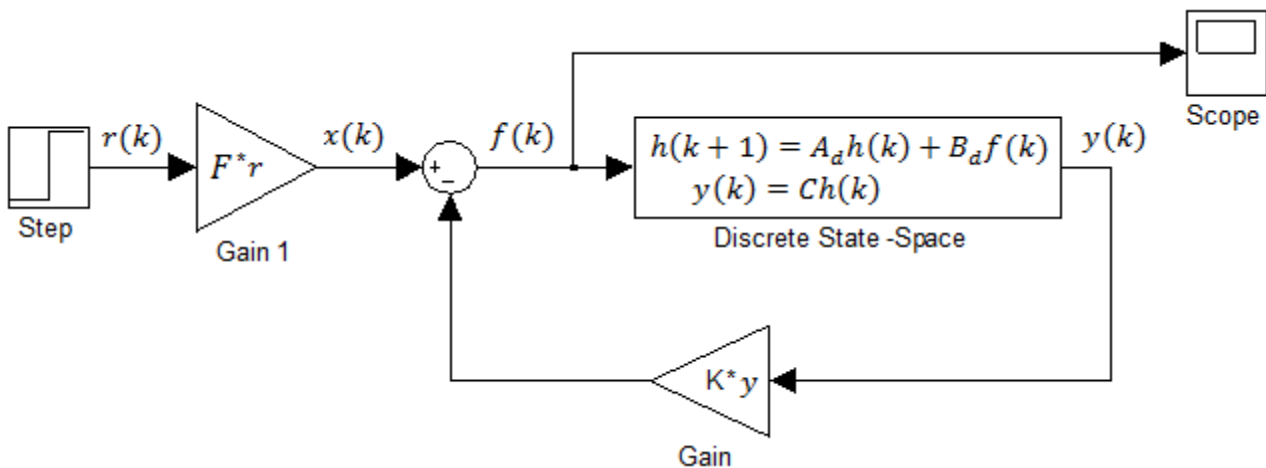 Scope
r(k)
x(k)
f(k)
y(k)
F*r
h(k + 1) = A_d h(k) + B_d f(k)
y(k) = Ch(k)
Step
Gain 1
Discrete State -Space
K*y
Gain